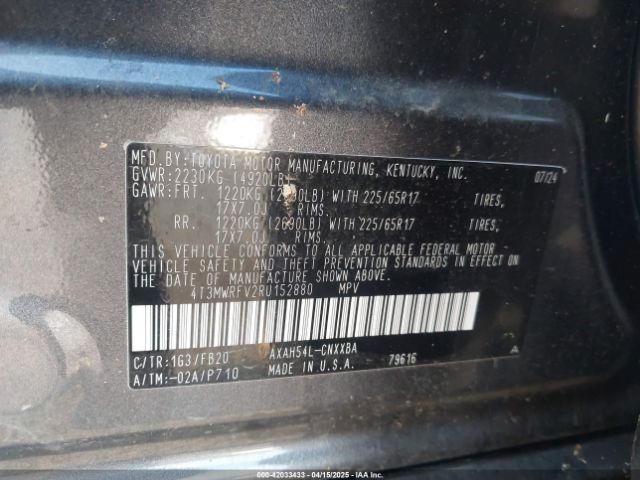 MFD.BY:TOYOTA MOTOR MANUFACTURING, KENTUCKY, INC.
GVWR:2230KG (4920LB) 07/24
GAWR:FRT. 1220KG (2690LB) WITH 225/65R17 TIRES,
17X7.0J RIMS.
RR. 1220KG (2690LB) WITH 225/65R17 TIRES,
17X7.0J RIMS.
THIS VEHICLE CONFORMS TO ALL APPLICABLE FEDERAL MOTOR
VEHICLE SAFETY AND THEFT PREVENTION STANDARDS IN EFFECT ON
THE DATE OF MANUFACTURE SHOWN ABOVE.
4T3MWRFV2RU152880 MPV
C/TR:1G3/FB20 AXAH54L-CNXXBA
A/TM:-02A/P710 MADE IN U.S.A. 79616
000-42033433 - 04/15/2025 - IAA Inc.